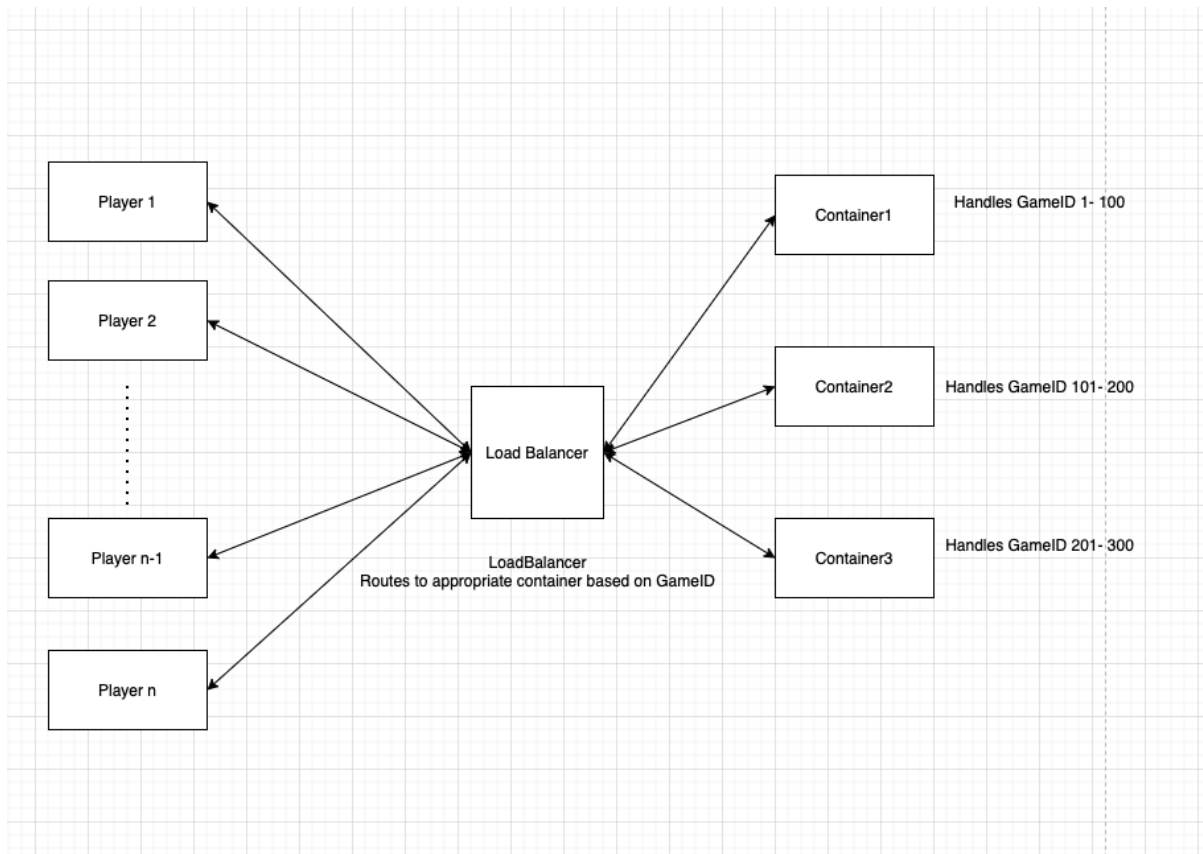 Player 1
Container1
Handles GameID 1- 100
Player 2
Container2
Handles GameID 101- 200
Load Balancer
Player n-1
LoadBalancer
Routes to appropriate container based on GameID
Container3
Handles GameID 201- 300
Player n